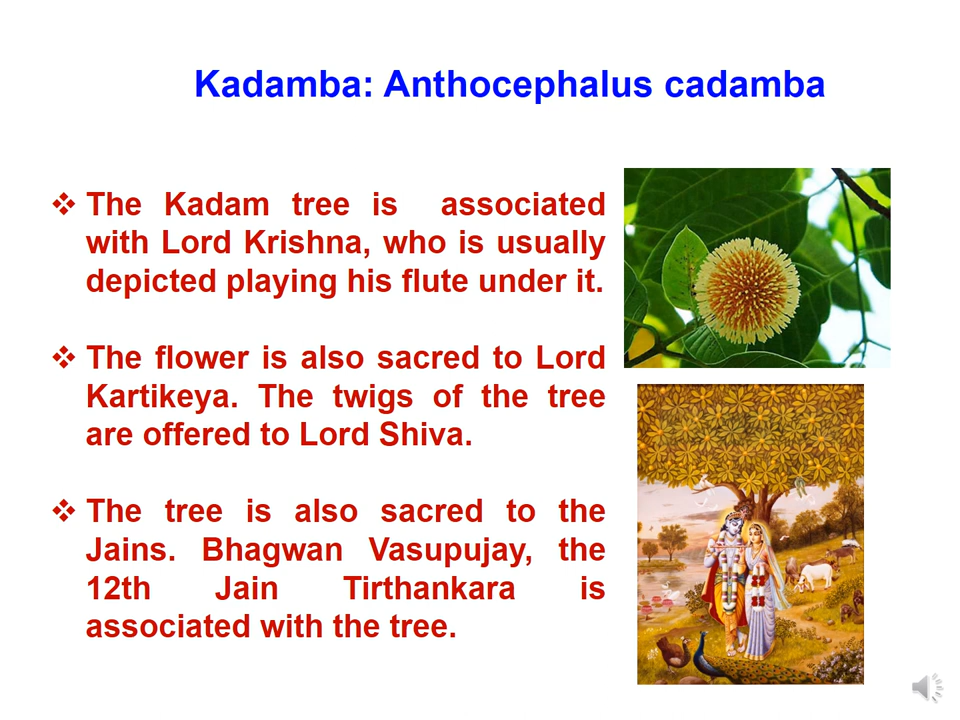 Kadamba: Anthocephalus cadamba
❖ The Kadam tree is associated
with Lord Krishna, who is usually
depicted playing his flute under it.
❖ The flower is also sacred to Lord
Kartikeya. The twigs of the tree
are offered to Lord Shiva.
❖ The tree is also sacred to the
Jains. Bhagwan Vasupujay, the
12th Jain Tirthankara is
associated with the tree.